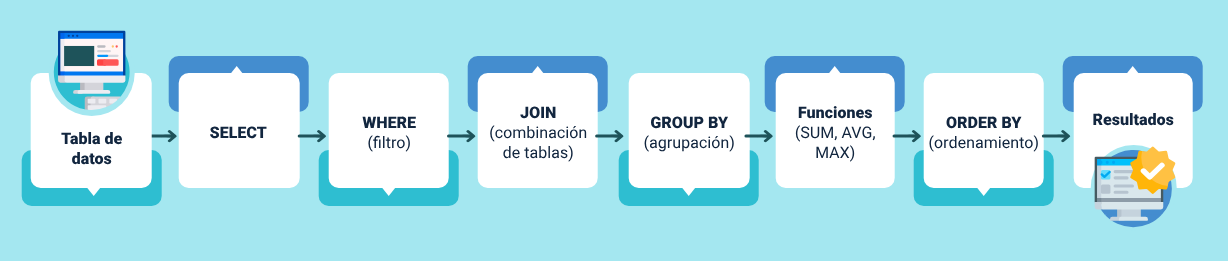 Tabla de
datos
SELECT
WHERE
(filtro)
JOIN
(combinación
de tablas)
GROUP BY
(agrupación)
Funciones
(SUM, AVG,
MAX)
ORDER BY
(ordenamiento)
Resultados